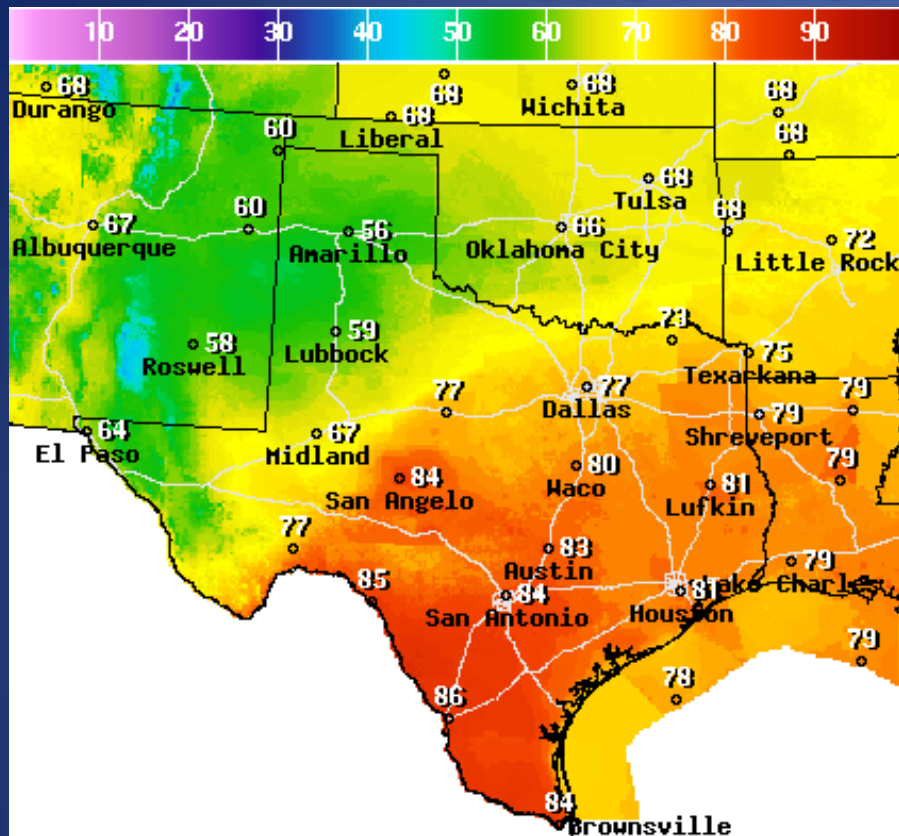 10 20 30 40 50 60 70 80 90
68 68 68 68 68
Durango Wichita
68
Liberal
68
60
68
Tulsa
67 60 56 66 68 72
Albuquerque Amarillo Oklahoma City Little Rock
58 59 73 75
Roswell Lubbock Texarkana
77 77 79 79
Dallas Shreveport
64 67
El Paso Midland
84 80 81 79
San Angelo Waco Lufkin
77 83 79
Austin Lake Charles
85 84 81
San Antonio Houston
79
78
86
84
Brownsville